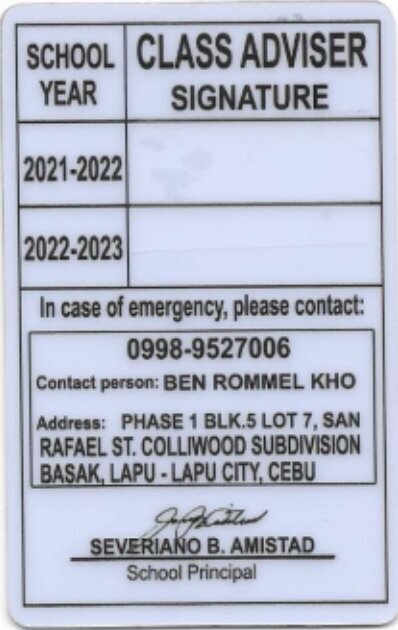 SCHOOL YEAR
CLASS ADVISER SIGNATURE
2021-2022
2022-2023
In case of emergency, please contact:
0998-9527006
Contact person: BEN ROMMEL KHO
Address: PHASE 1 BLK.5 LOT 7, SAN
RAFAEL ST. COLLIWOOD SUBDIVISION
BASAK, LAPU - LAPU CITY, CEBU
SEVERIANO B. AMISTAD
School Principal